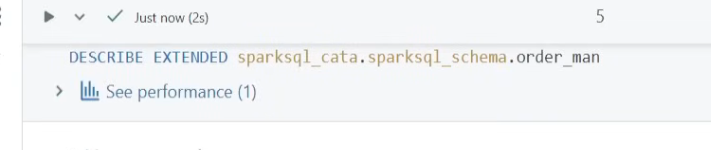 Just now (2s)
5
DESCRIBE EXTENDED sparksql_cata.sparksql_schema.order_man
See performance (1)